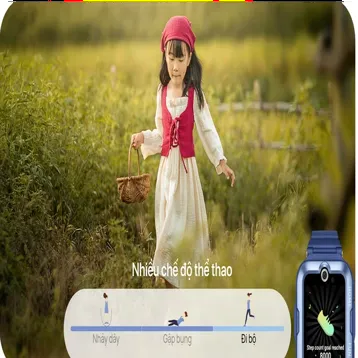 Nhiều chế độ thể thao
Nhảy dây
Gập bụng
Đi bộ
Step count goal reached
8000